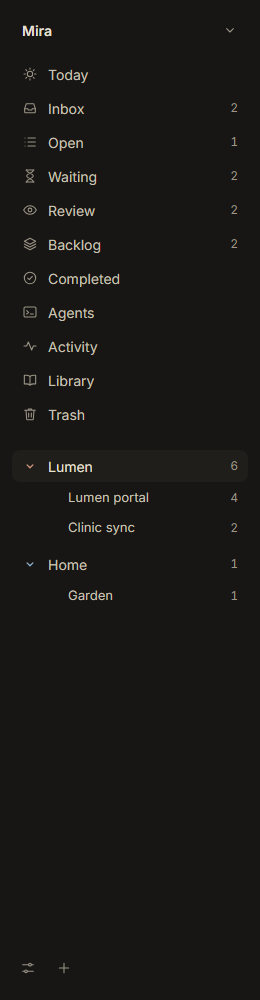 Mira
Today
Inbox 2
Open 1
Waiting 2
Review 2
Backlog 2
Completed
Agents
Activity
Library
Trash
Lumen 6
Lumen portal 4
Clinic sync 2
Home 1
Garden 1